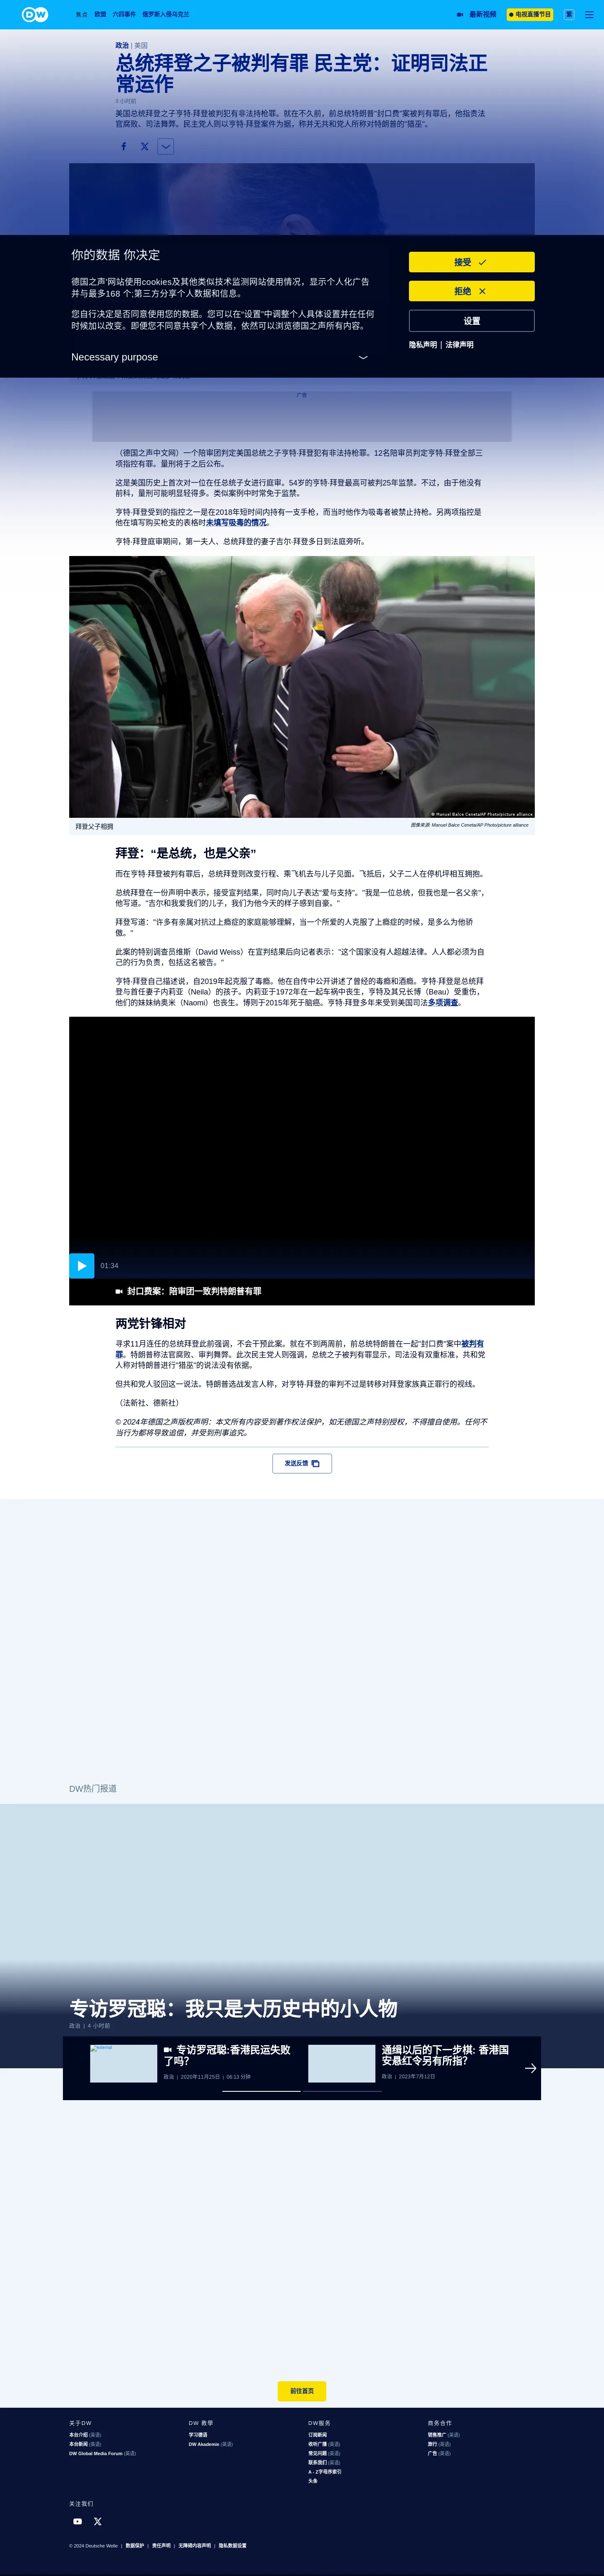 DW
焦点 欧盟 六四事件 俄罗斯入侵乌克兰
最新视频
电视直播节目
繁
政治 | 美国
总统拜登之子被判有罪 民主党：证明司法正
常运作
3 小时前
美国总统拜登之子亨特·拜登被判犯有非法持枪罪。就在不久前，前总统特朗普"封口费"案被判有罪后，他指责法
官腐败、司法舞弊。民主党人则以亨特·拜登案件为据，称并无共和党人所称对特朗普的"猎巫"。
你的数据 你决定
德国之声'网站使用cookies及其他类似技术监测网站使用情况，显示个人化广告
并与最多168 个;第三方分享个人数据和信息。
您自行决定是否同意使用您的数据。您可以在"设置"中调整个人具体设置并在任何
时候加以改变。即便您不同意共享个人数据，依然可以浏览德国之声所有内容。
Necessary purpose
接受
拒绝
设置
隐私声明 | 法律声明
广告
（德国之声中文网）一个陪审团判定美国总统之子亨特·拜登犯有非法持枪罪。12名陪审员判定亨特·拜登全部三
项指控有罪。量刑将于之后公布。
这是美国历史上首次对一位在任总统子女进行庭审。54岁的亨特·拜登最高可被判25年监禁。不过，由于他没有
前科，量刑可能明显轻得多。类似案例中时常免于监禁。
亨特·拜登受到的指控之一是在2018年短时间内持有一支手枪，而当时他作为吸毒者被禁止持枪。另两项指控是
他在填写购买枪支的表格时未填写吸毒的情况。
亨特·拜登庭审期间，第一夫人、总统拜登的妻子吉尔·拜登多日到法庭旁听。
© Manuel Balce Ceneta/AP Photo/picture alliance
拜登父子相拥
图像来源: Manuel Balce Ceneta/AP Photo/picture alliance
拜登："是总统，也是父亲"
而在亨特·拜登被判有罪后，总统拜登则改变行程、乘飞机去与儿子见面。飞抵后，父子二人在停机坪相互拥抱。
总统拜登在一份声明中表示，接受宣判结果，同时向儿子表达"爱与支持"。"我是一位总统，但我也是一名父亲"，
他写道。"吉尔和我爱我们的儿子，我们为他今天的样子感到自豪。"
拜登写道："许多有亲属对抗过上瘾症的家庭能够理解，当一个所爱的人克服了上瘾症的时候，是多么为他骄
傲。"
此案的特别调查员维斯（David Weiss）在宣判结果后向记者表示："这个国家没有人超越法律。人人都必须为自
己的行为负责，包括这名被告。"
亨特·拜登自己描述说，自2019年起克服了毒瘾。他在自传中公开讲述了曾经的毒瘾和酒瘾。亨特·拜登是总统拜
登与首任妻子内莉亚（Neila）的孩子。内莉亚于1972年在一起车祸中丧生，亨特及其兄长博（Beau）受重伤，
他们的妹妹纳奥米（Naomi）也丧生。博则于2015年死于脑癌。亨特·拜登多年来受到美国司法多项调查。
01:34
封口费案：陪审团一致判特朗普有罪
两党针锋相对
寻求11月连任的总统拜登此前强调，不会干预此案。就在不到两周前，前总统特朗普在一起"封口费"案中被判有
罪。特朗普称法官腐败、审判舞弊。此次民主党人则强调，总统之子被判有罪显示，司法没有双重标准，共和党
人称对特朗普进行"猎巫"的说法没有依据。
但共和党人驳回这一说法。特朗普选战发言人称，对亨特·拜登的审判不过是转移对拜登家族真正罪行的视线。
（法新社、德新社）
© 2024年德国之声版权声明：本文所有内容受到著作权法保护，如无德国之声特别授权，不得擅自使用。任何不
当行为都将导致追偿，并受到刑事追究。
发送反馈
DW热门报道
专访罗冠聪：我只是大历史中的小人物
政治 | 4 小时前
专访罗冠聪:香港民运失败
了吗?
政治 | 2020年11月25日 | 06:13 分钟
通缉以后的下一步棋: 香港国
安悬红令另有所指?
政治 | 2023年7月12日
前往首页
关于DW
本台介绍 (英语)
本台新闻 (英语)
DW Global Media Forum (英语)
DW 教學
学习德语
DW Akademie (英语)
DW服务
订阅新闻
收听广播 (英语)
常见问题 (英语)
联系我们 (英语)
A - Z字母序索引
头条
商务合作
销售推广 (英语)
旅行 (英语)
广告 (英语)
关注我们
© 2024 Deutsche Welle | 数据保护 | 责任声明 | 无障碍内容声明 | 隐私数据设置